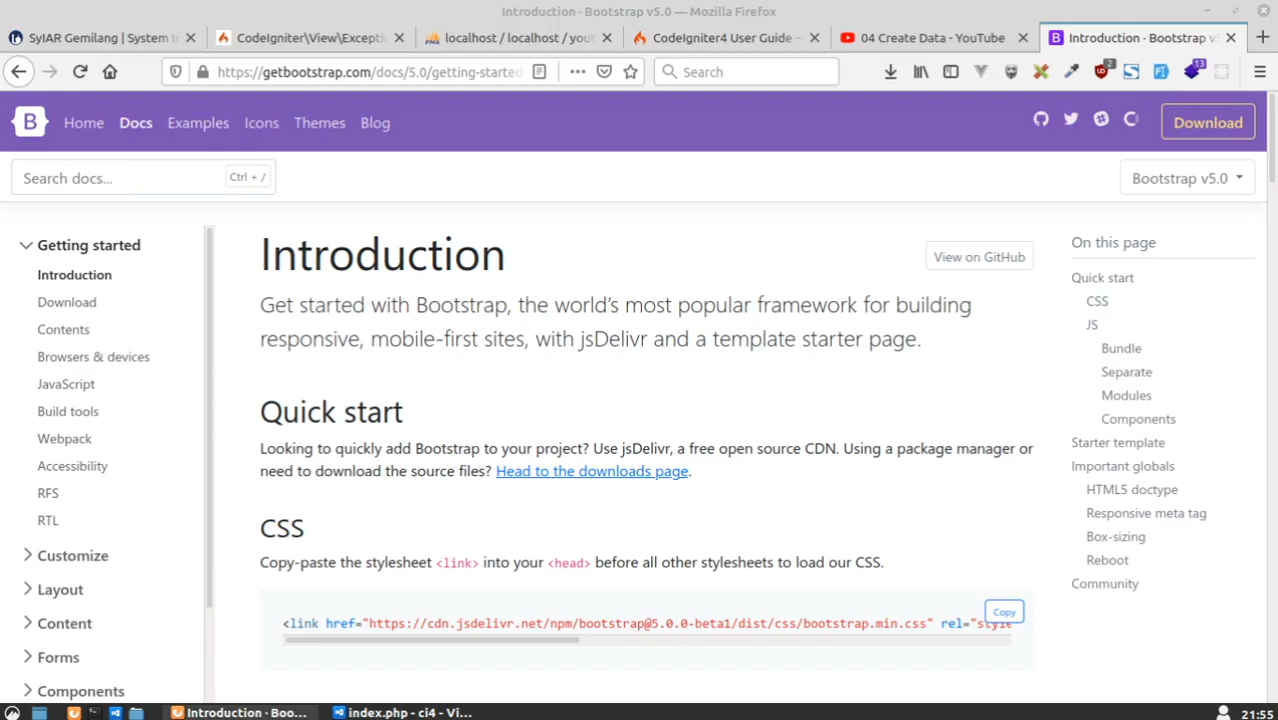 Introduction · Bootstrap v5.0 — Mozilla Firefox
SyIAR Gemilang | System In
CodeIgniter\View\Excepti
localhost / localhost / yout
CodeIgniter4 User Guide —
04 Create Data - YouTube
Introduction · Bootstrap v5
https://getbootstrap.com/docs/5.0/getting-started
Search
2
13
B
Home
Docs
Examples
Icons
Themes
Blog
Download
Search docs...
Ctrl + /
Bootstrap v5.0
Getting started
Introduction
Download
Contents
Browsers & devices
JavaScript
Build tools
Webpack
Accessibility
RFS
RTL
Customize
Layout
Content
Forms
Components
Introduction
View on GitHub
Get started with Bootstrap, the world's most popular framework for building
responsive, mobile-first sites, with jsDelivr and a template starter page.
Quick start
Looking to quickly add Bootstrap to your project? Use jsDelivr, a free open source CDN. Using a package manager or
need to download the source files? Head to the downloads page.
CSS
Copy-paste the stylesheet <link> into your <head> before all other stylesheets to load our CSS.
Copy
<link href="https://cdn.jsdelivr.net/npm/bootstrap@5.0.0-beta1/dist/css/bootstrap.min.css" rel="style
On this page
Quick start
CSS
JS
Bundle
Separate
Modules
Components
Starter template
Important globals
HTML5 doctype
Responsive meta tag
Box-sizing
Reboot
Community
Introduction · Boo...
index.php - ci4 - Vi...
21:55